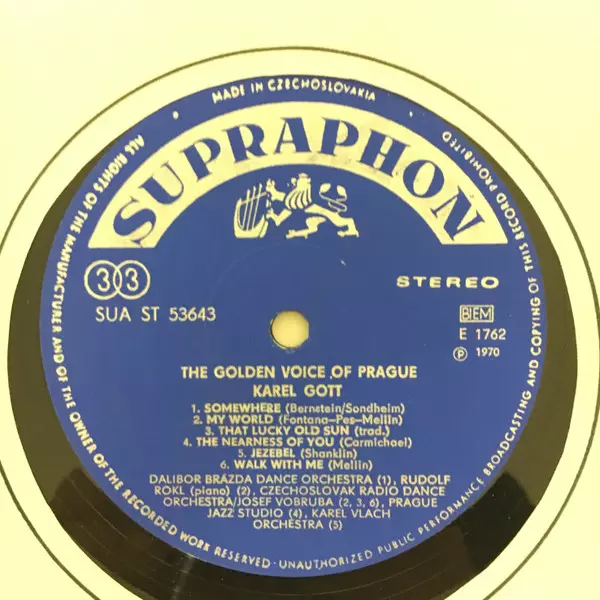 MADE IN CZECHOSLOVAKIA
SUPRAPHON
33
STEREO
SUA ST 53643
BIEM
E 1762
Ⓟ 1970
THE GOLDEN VOICE OF PRAGUE
KAREL GOTT
1. SOMEWHERE (Bernstein/Sondheim)
2. MY WORLD (Fontana-Pes-Mellin)
3. THAT LUCKY OLD SUN (trad.)
4. THE NEARNESS OF YOU (Carmichael)
5. JEZEBEL (Shanklin)
6. WALK WITH ME (Mellin)
DALIBOR BRÁZDA DANCE ORCHESTRA (1), RUDOLF
ROKL (piano) (2), CZECHOSLOVAK RADIO DANCE
ORCHESTRA/JOSEF VOBRUBA (2, 3, 6), PRAGUE
JAZZ STUDIO (4), KAREL VLACH
ORCHESTRA (5)
ALL RIGHTS OF THE MANUFACTURER AND OF THE OWNER OF THE RECORDED WORK RESERVED - UNAUTHORIZED PUBLIC PERFORMANCE BROADCASTING AND COPYING OF THIS RECORD PROHIBITED